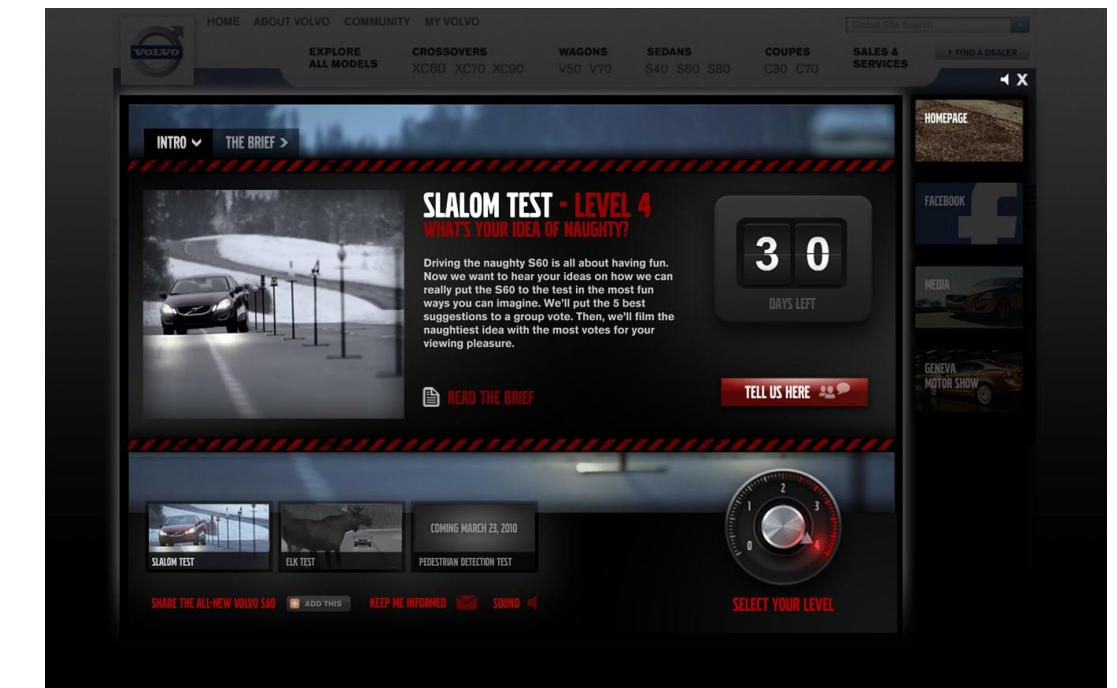 HOME ABOUT VOLVO COMMUNITY MY VOLVO
Global Site Search
VOLVO
EXPLORE
ALL MODELS
CROSSOVERS
XC60 XC70 XC90
WAGONS
V50 V70
SEDANS
S40 S60 S80
COUPES
C30 C70
SALES &
SERVICES
FIND A DEALER
X
INTRO THE BRIEF
HOMEPAGE
FACEBOOK
MEDIA
GENEVA
MOTOR SHOW
SLALOM TEST - LEVEL 4
WHAT'S YOUR IDEA OF NAUGHTY?
Driving the naughty S60 is all about having fun.
Now we want to hear your ideas on how we can
really put the S60 to the test in the most fun
ways you can imagine. We'll put the 5 best
suggestions to a group vote. Then, we'll film the
naughtiest idea with the most votes for your
viewing pleasure.
READ THE BRIEF
30
DAYS LEFT
TELL US HERE
SLALOM TEST
ELK TEST
COMING MARCH 23, 2010
PEDESTRIAN DETECTION TEST
0 1 2 3 4
SELECT YOUR LEVEL
SHARE THE ALL-NEW VOLVO S60 ADD THIS KEEP ME INFORMED SOUND